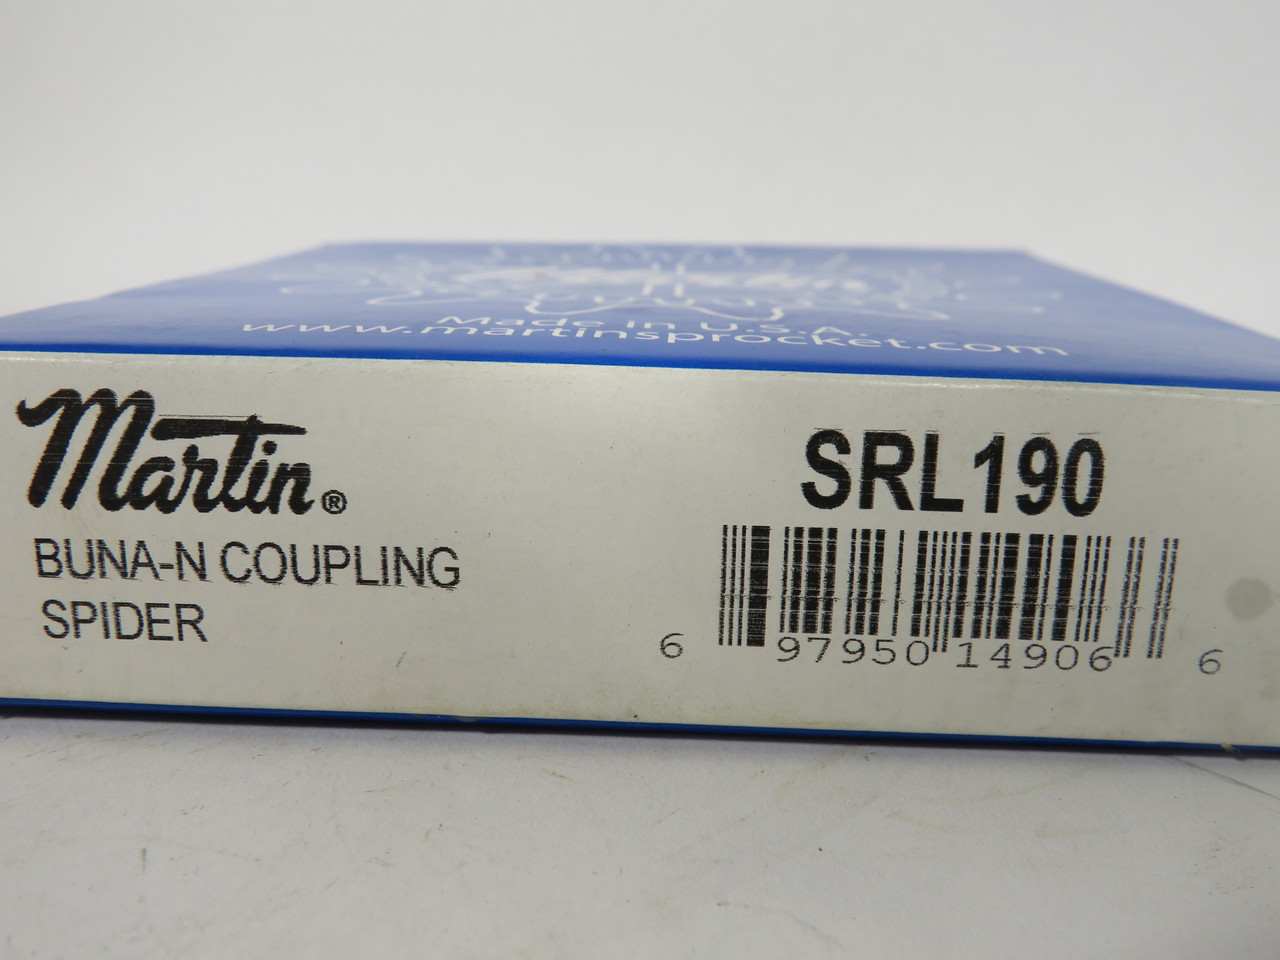 Made in U.S.A.
www.martinsprocket.com
Martin®
BUNA-N COUPLING
SPIDER
SRL190
6 97950 14906 6